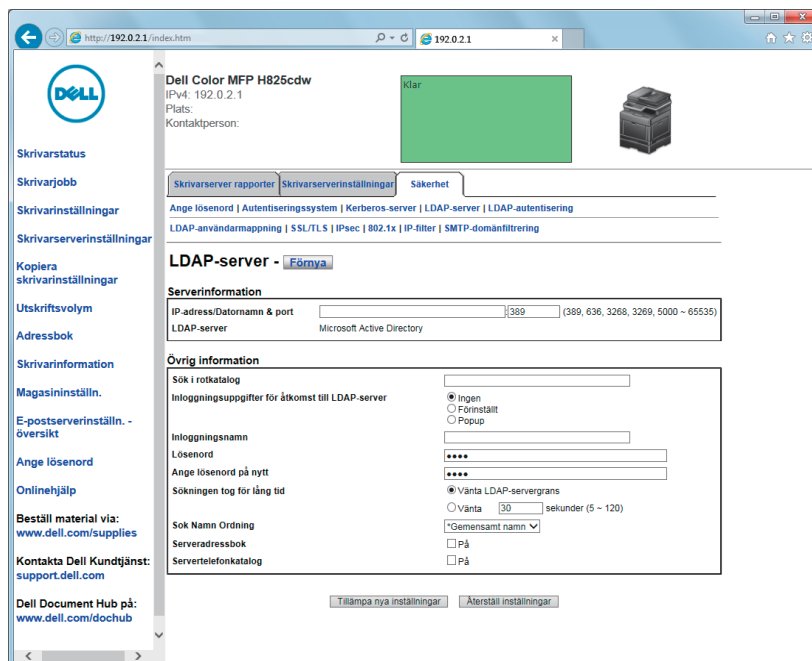 http://192.0.2.1/index.htm
192.0.2.1
DELL
Dell Color MFP H825cdw
IPv4: 192.0.2.1
Plats:
Kontaktperson:
Klar
Skrivarstatus
Skrivarjobb
Skrivarinställningar
Skrivarserverinställningar
Kopiera
skrivarinställningar
Utskriftsvolym
Adressbok
Skrivarinformation
Magasininställn.
E-postserverinställn. -
översikt
Ange lösenord
Onlinehjälp
Beställ material via:
www.dell.com/supplies
Kontakta Dell Kundtjänst:
support.dell.com
Dell Document Hub på:
www.dell.com/dochub
Skrivarserver rapporter Skrivarserverinställningar Säkerhet
Ange lösenord | Autentiseringssystem | Kerberos-server | LDAP-server | LDAP-autentisering
LDAP-användarmappning | SSL/TLS | IPsec | 802.1x | IP-filter | SMTP-domänfiltrering
LDAP-server - Förnya
Serverinformation
IP-adress/Datornamn & port :389 (389, 636, 3268, 3269, 5000 ~ 65535)
LDAP-server Microsoft Active Directory
Övrig information
Sök i rotkatalog
Inloggningsuppgifter för åtkomst till LDAP-server Ingen
Förinställt
Popup
Inloggningsnamn
Lösenord ●●●●
Ange lösenord på nytt ●●●●
Sökningen tog för lång tid Vänta LDAP-servergrans
Vänta 30 sekunder (5 ~ 120)
Sok Namn Ordning *Gemensamt namn
Serveradressbok På
Servertelefonkatalog På
Tillämpa nya inställningar Återställ inställningar